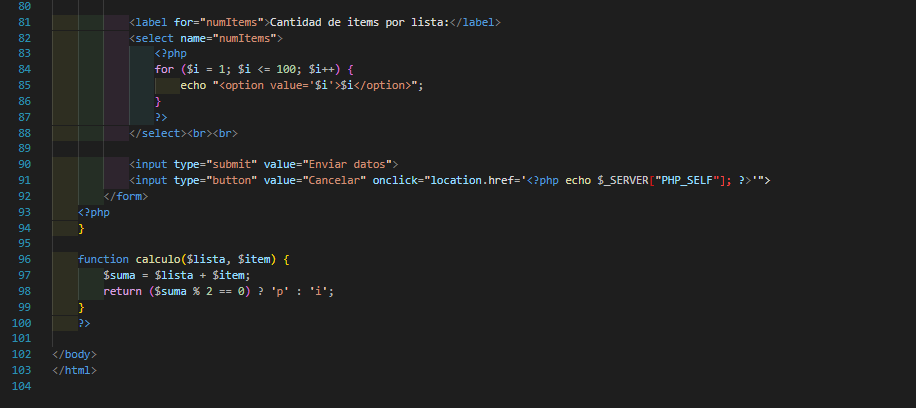 80
81 <label for="numItems">Cantidad de items por lista:</label>
82 <select name="numItems">
83 <?php
84 for ($i = 1; $i <= 100; $i++) {
85 echo "<option value='$i'>$i</option>";
86 }
87 ?>
88 </select><br><br>
89
90 <input type="submit" value="Enviar datos">
91 <input type="button" value="Cancelar" onclick="location.href='<?php echo $_SERVER["PHP_SELF"]; ?>'">
92 </form>
93 <?php
94 }
95
96 function calculo($lista, $item) {
97 $suma = $lista + $item;
98 return ($suma % 2 == 0) ? 'p' : 'i';
99 }
100 ?>
101
102 </body>
103 </html>
104